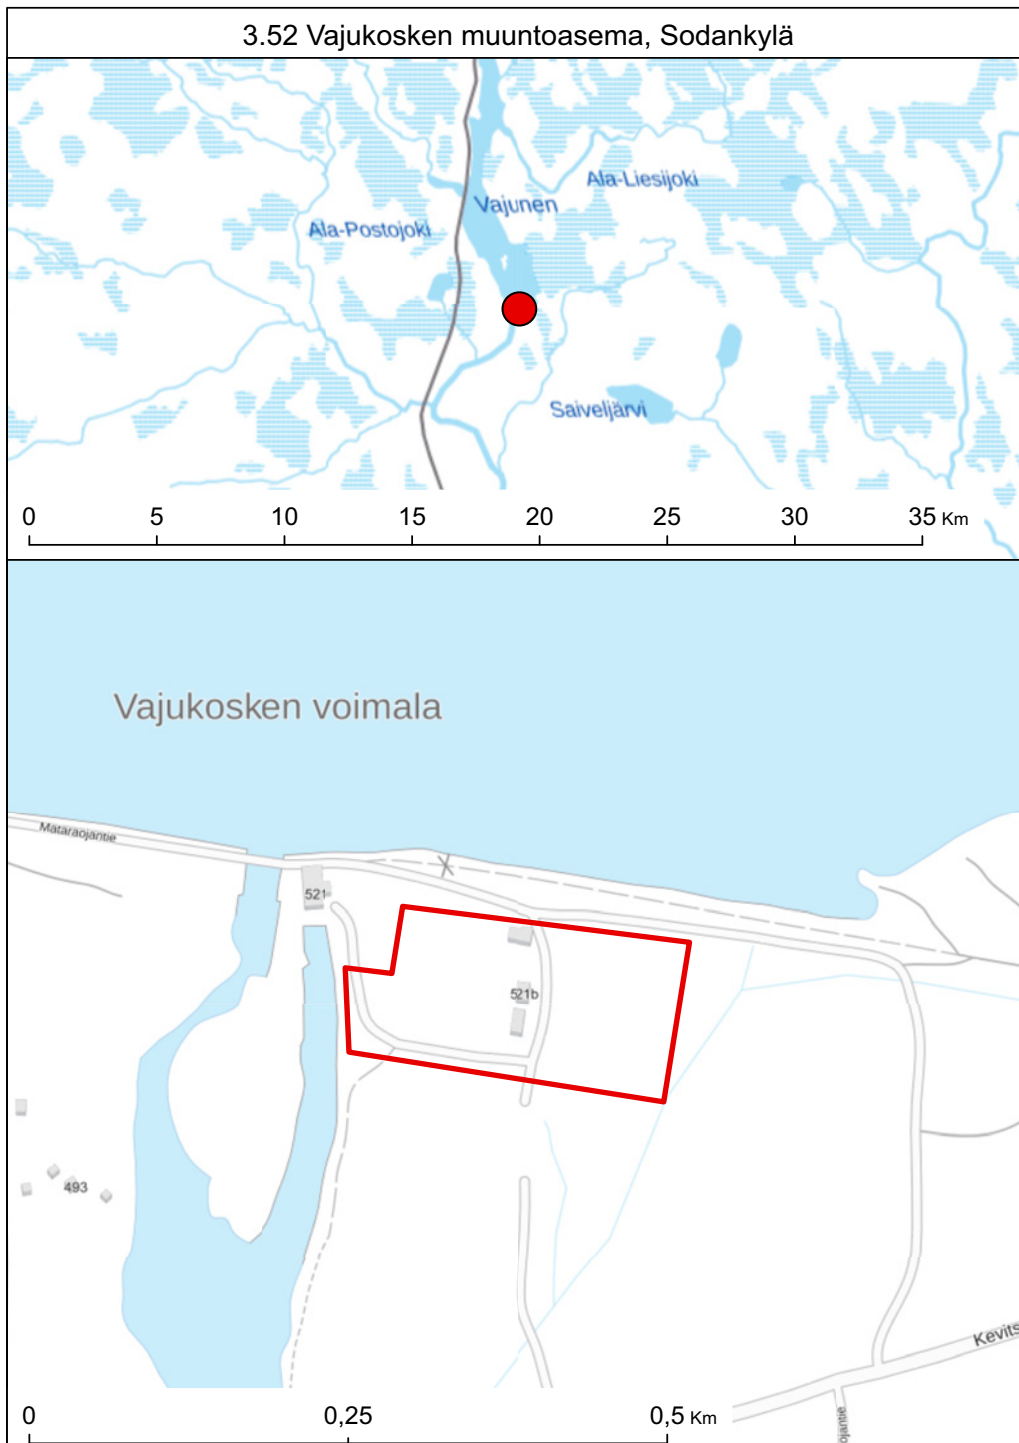 3.52 Vajukosken muuntoasema, Sodankylä
Ala-Liesijoki
Vajunen
Ala-Postojoki
Saiveljärvi
0 5 10 15 20 25 30 35 Km
Vajukosken voimala
Mataraojantie
521
521b
493
Kevits
ojantie
0 0,25 0,5 Km